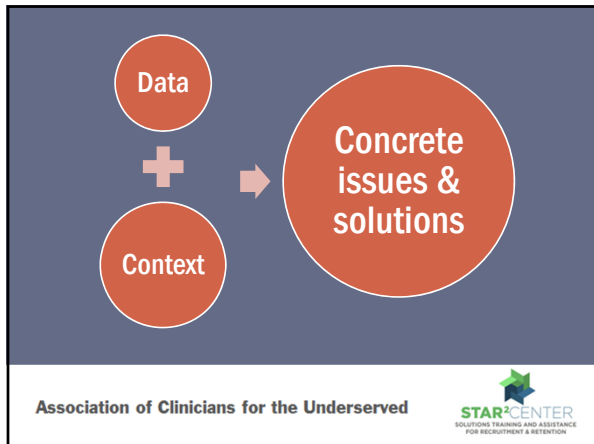 Data
Context
Concrete
issues &
solutions
Association of Clinicians for the Underserved
STAR²CENTER
SOLUTIONS TRAINING AND ASSISTANCE
FOR RECRUITMENT & RETENTION